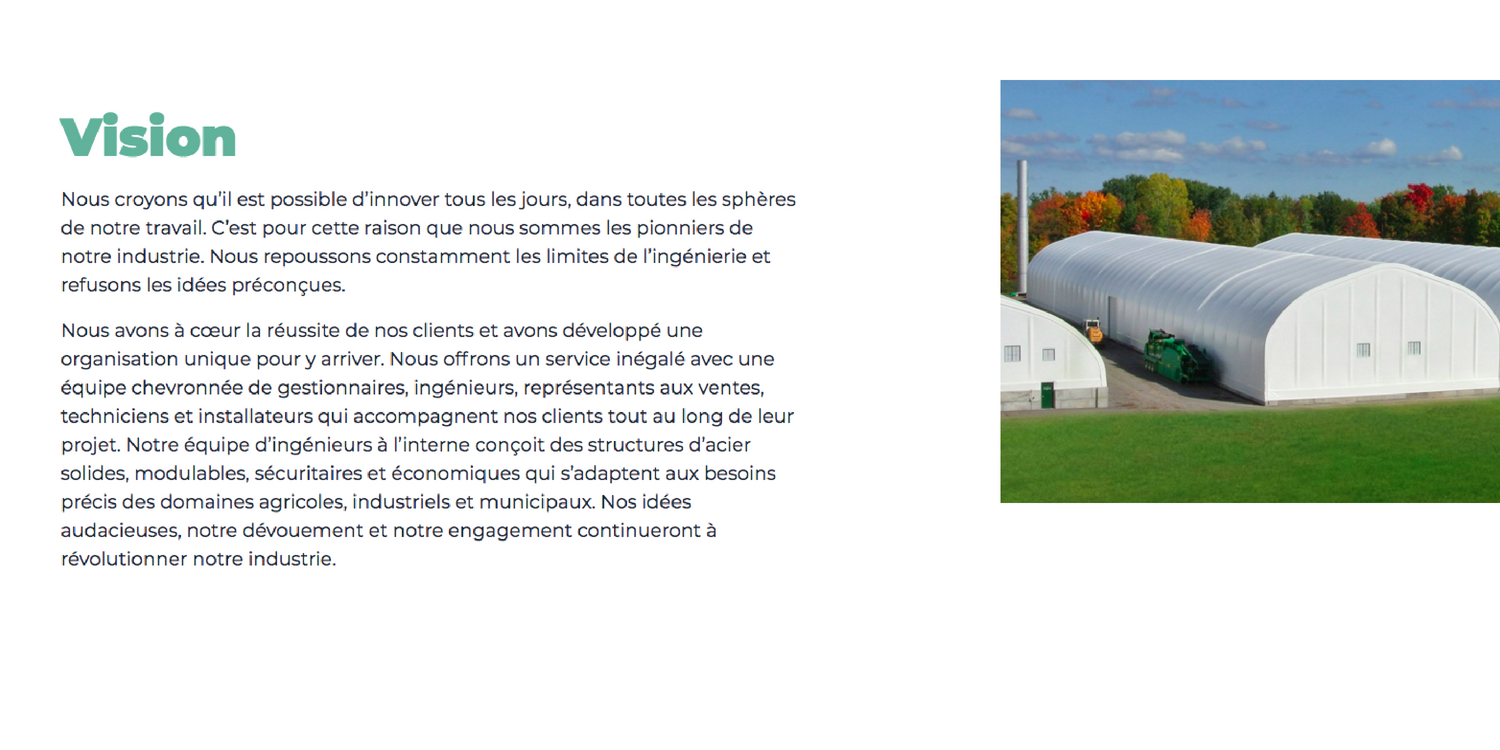 Vision
Nous croyons qu'il est possible d'innover tous les jours, dans toutes les sphères
de notre travail. C'est pour cette raison que nous sommes les pionniers de
notre industrie. Nous repoussons constamment les limites de l'ingénierie et
refusons les idées préconçues.
Nous avons à cœur la réussite de nos clients et avons développé une
organisation unique pour y arriver. Nous offrons un service inégalé avec une
équipe chevronnée de gestionnaires, ingénieurs, représentants aux ventes,
techniciens et installateurs qui accompagnent nos clients tout au long de leur
projet. Notre équipe d'ingénieurs à l'interne conçoit des structures d'acier
solides, modulables, sécuritaires et économiques qui s'adaptent aux besoins
précis des domaines agricoles, industriels et municipaux. Nos idées
audacieuses, notre dévouement et notre engagement continueront à
révolutionner notre industrie.